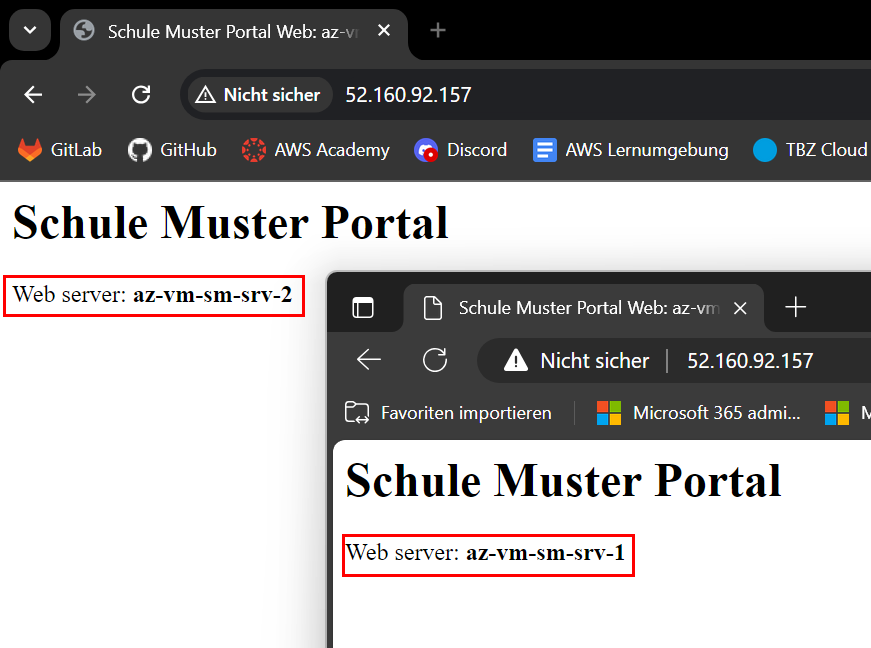 Schule Muster Portal Web: az-v
Nicht sicher 52.160.92.157
GitLab GitHub AWS Academy Discord AWS Lernumgebung TBZ Cloud
Schule Muster Portal
Web server: az-vm-sm-srv-2
Schule Muster Portal Web: az-vm
Nicht sicher 52.160.92.157
Favoriten importieren Microsoft 365 admi... M
Schule Muster Portal
Web server: az-vm-sm-srv-1